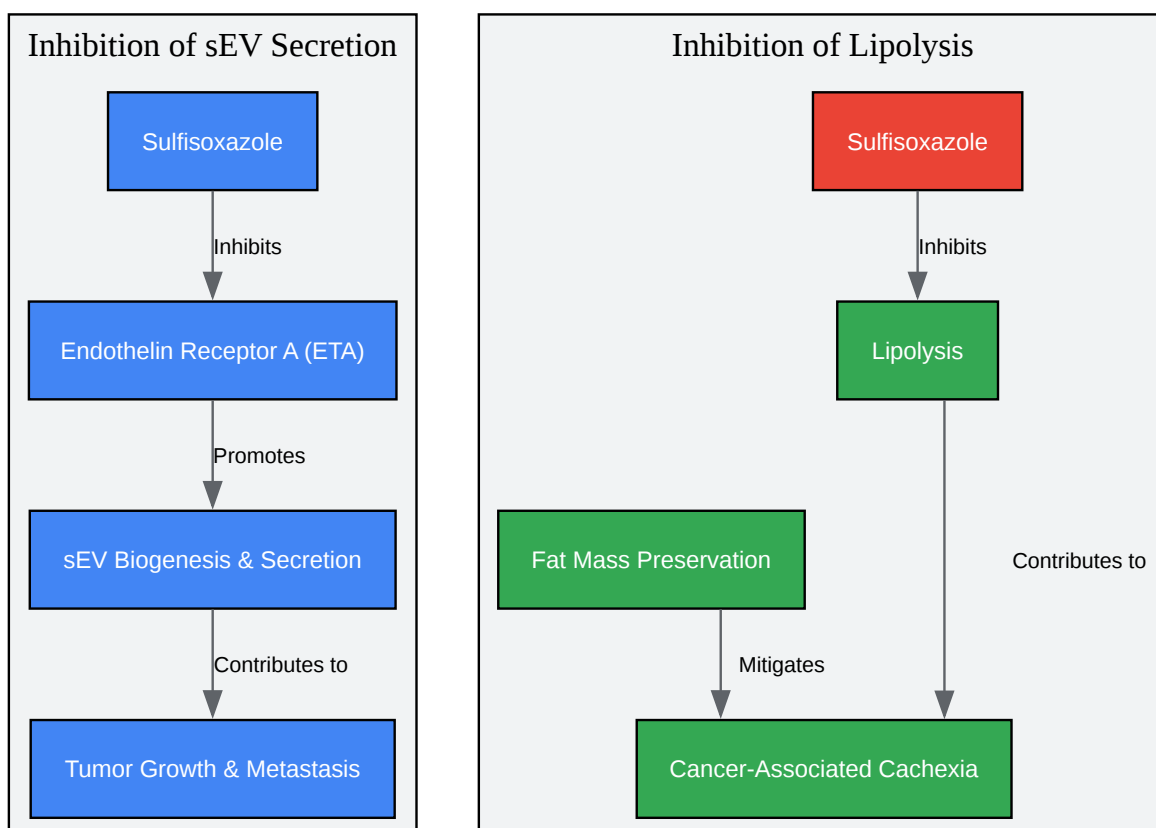 Inhibition of sEV Secretion
Sulfisoxazole
Inhibits
Endothelin Receptor A (ETA)
Promotes
sEV Biogenesis & Secretion
Contributes to
Tumor Growth & Metastasis
Inhibition of Lipolysis
Sulfisoxazole
Inhibits
Lipolysis
Fat Mass Preservation
Contributes to
Mitigates
Cancer-Associated Cachexia